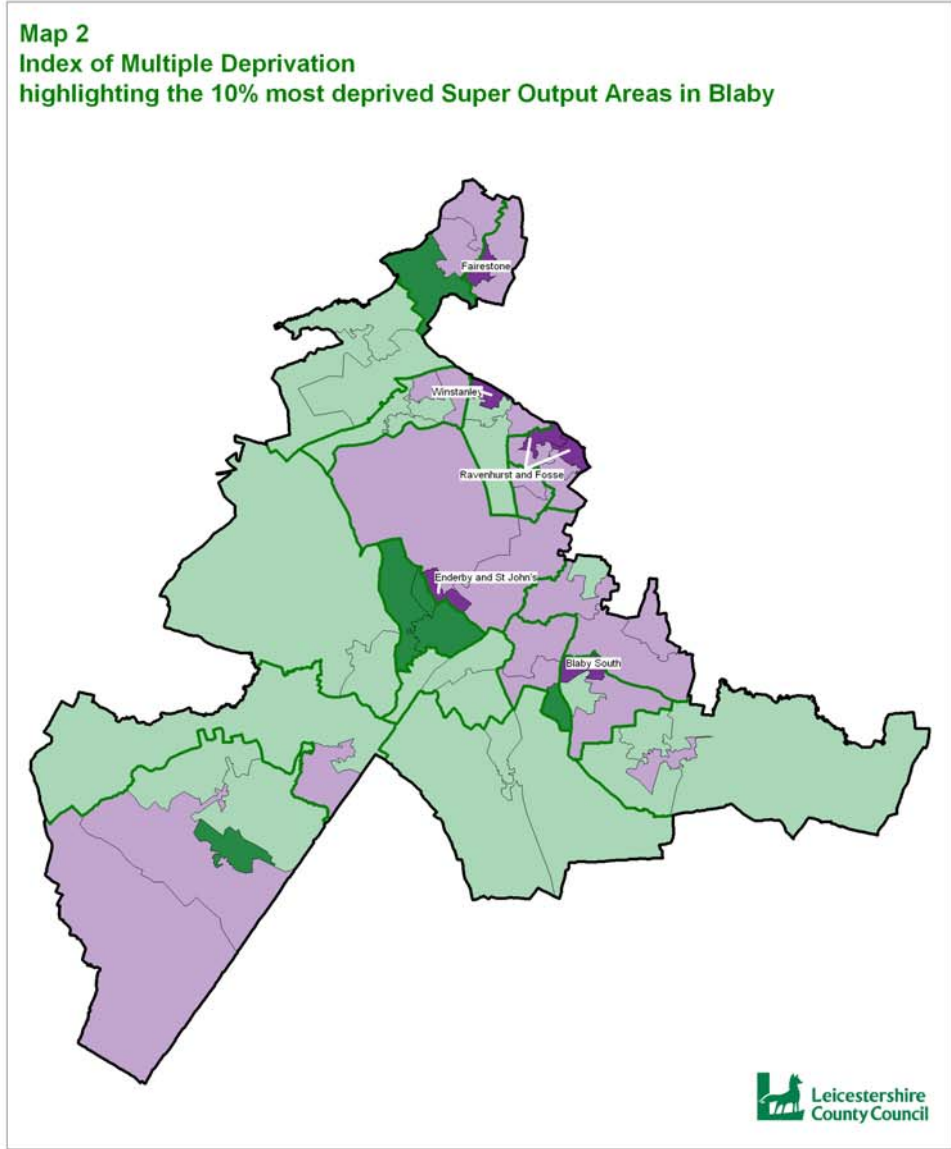 Map 2
Index of Multiple Deprivation
highlighting the 10% most deprived Super Output Areas in Blaby
Fairestone
Winstanley
Ravenhurst and Fosse
Enderby and St John's
Blaby South
Leicestershire
County Council